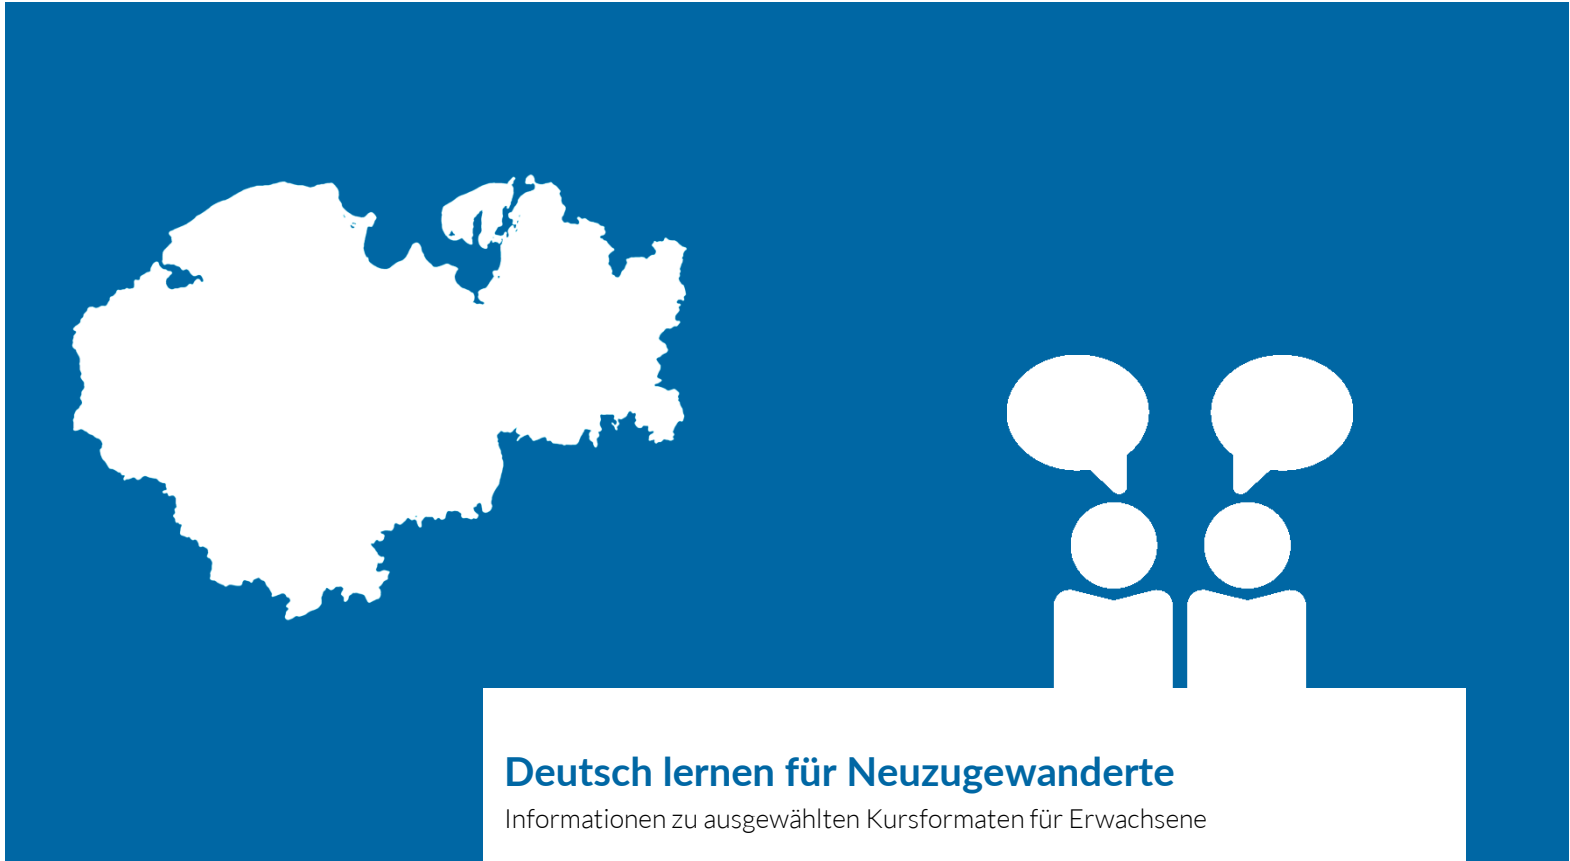 Deutsch lernen für Neuzugewanderte
Informationen zu ausgewählten Kursformaten für Erwachsene